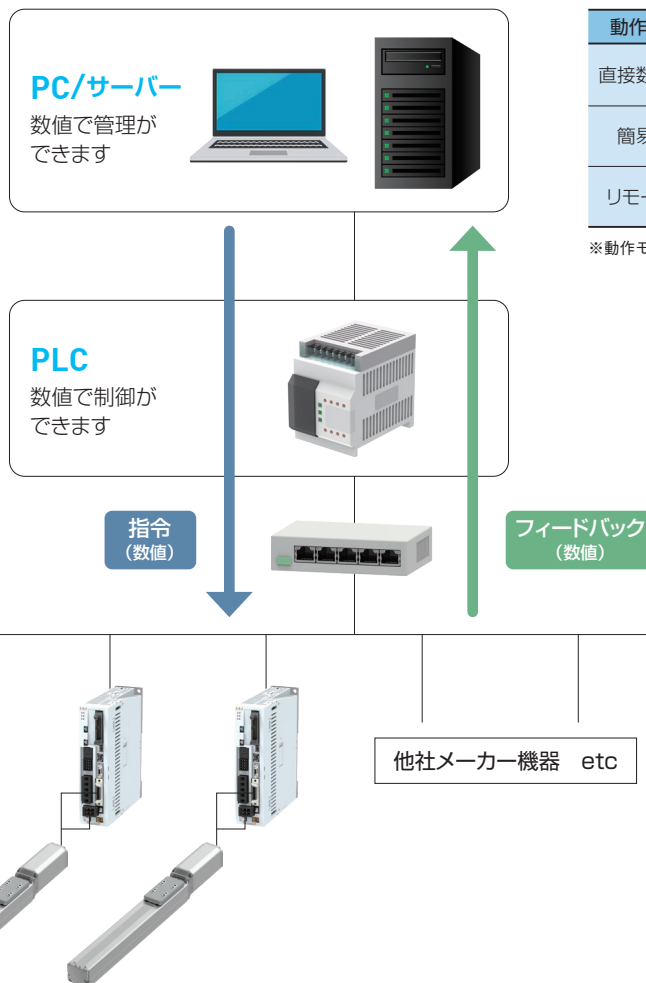 PC/サーバー
数値で管理が
できます
動作
直接数
簡易
リモー
※動作モ
PLC
数値で制御が
できます
指令
（数値）
フィードバック
（数値）
他社メーカー機器　etc